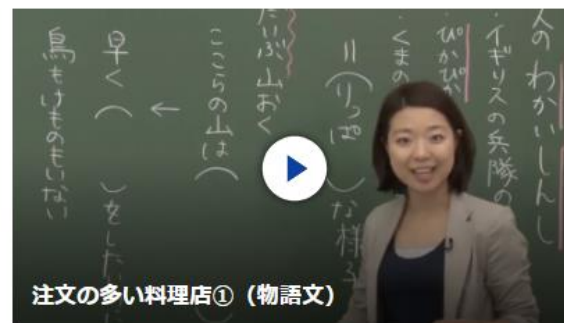 人のわかいしんし
・イギリスの兵隊の
・ぴかぴか
・くまの
＝（りっぱ　）な様子
だいぶ山おく
ここらの山は（
←
早く（　　）をしたい
鳥もけものもいない
注文の多い料理店①（物語文）